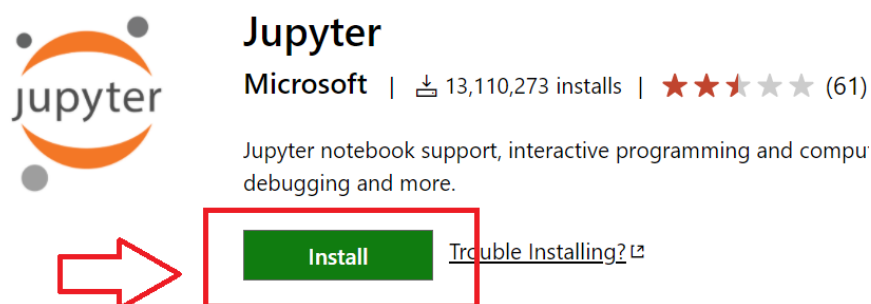 jupyter
Jupyter
Microsoft | 13,110,273 installs | (61)
Jupyter notebook support, interactive programming and
debugging and more.
Install Trouble Installing?